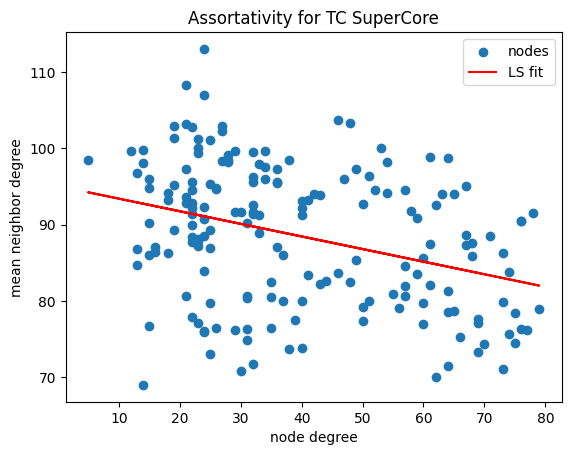 Assortativity for TC SuperCore
nodes
LS fit
mean neighbor degree
110
100
90
80
70
10 20 30 40 50 60 70 80
node degree